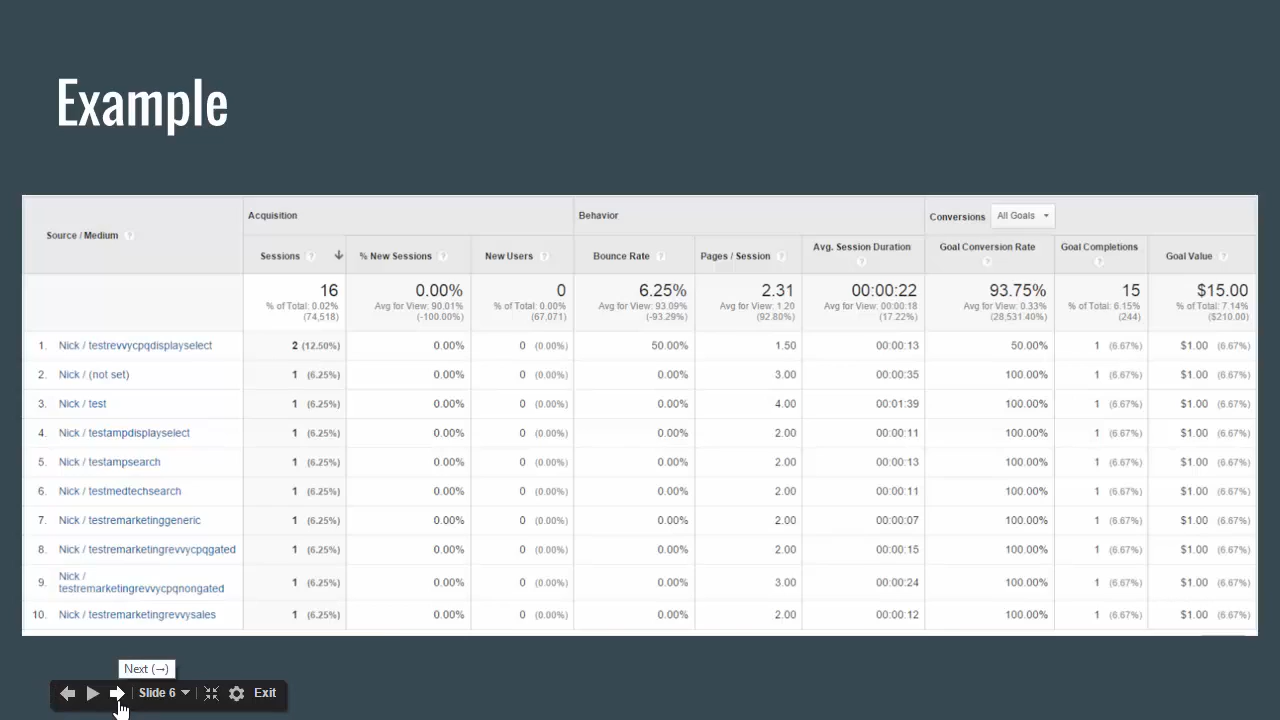 Example
Source / Medium ?
Acquisition
Behavior
Conversions All Goals
Sessions ? ↓ % New Sessions ? New Users ? Bounce Rate ? Pages / Session ? Avg. Session Duration ? Goal Conversion Rate ? Goal Completions ? Goal Value ?
16 0.00% 0 6.25% 2.31 00:00:22 93.75% 15 $15.00
% of Total: 0.02% Avg for View: 90.01% % of Total: 0.00% Avg for View: 93.09% Avg for View: 1.20 Avg for View: 00:00:18 Avg for View: 0.33% % of Total: 6.15% % of Total: 7.14%
(74,518) (-100.00%) (67,071) (-93.29%) (92.80%) (17.22%) (28,531.40%) (244) ($210.00)
1. Nick / testrevvycpqdisplayselect 2 (12.50%) 0.00% 0 (0.00%) 50.00% 1.50 00:00:13 50.00% 1 (6.67%) $1.00 (6.67%)
2. Nick / (not set) 1 (6.25%) 0.00% 0 (0.00%) 0.00% 3.00 00:00:35 100.00% 1 (6.67%) $1.00 (6.67%)
3. Nick / test 1 (6.25%) 0.00% 0 (0.00%) 0.00% 4.00 00:01:39 100.00% 1 (6.67%) $1.00 (6.67%)
4. Nick / testampdisplayselect 1 (6.25%) 0.00% 0 (0.00%) 0.00% 2.00 00:00:11 100.00% 1 (6.67%) $1.00 (6.67%)
5. Nick / testampsearch 1 (6.25%) 0.00% 0 (0.00%) 0.00% 2.00 00:00:13 100.00% 1 (6.67%) $1.00 (6.67%)
6. Nick / testmedtechsearch 1 (6.25%) 0.00% 0 (0.00%) 0.00% 2.00 00:00:11 100.00% 1 (6.67%) $1.00 (6.67%)
7. Nick / testremarketinggeneric 1 (6.25%) 0.00% 0 (0.00%) 0.00% 2.00 00:00:07 100.00% 1 (6.67%) $1.00 (6.67%)
8. Nick / testremarketingrevvycpqgated 1 (6.25%) 0.00% 0 (0.00%) 0.00% 2.00 00:00:15 100.00% 1 (6.67%) $1.00 (6.67%)
9. Nick /
testremarketingrevvycpqnongated 1 (6.25%) 0.00% 0 (0.00%) 0.00% 3.00 00:00:24 100.00% 1 (6.67%) $1.00 (6.67%)
10. Nick / testremarketingrevvysales 1 (6.25%) 0.00% 0 (0.00%) 0.00% 2.00 00:00:12 100.00% 1 (6.67%) $1.00 (6.67%)
Next (→)
Slide 6 Exit